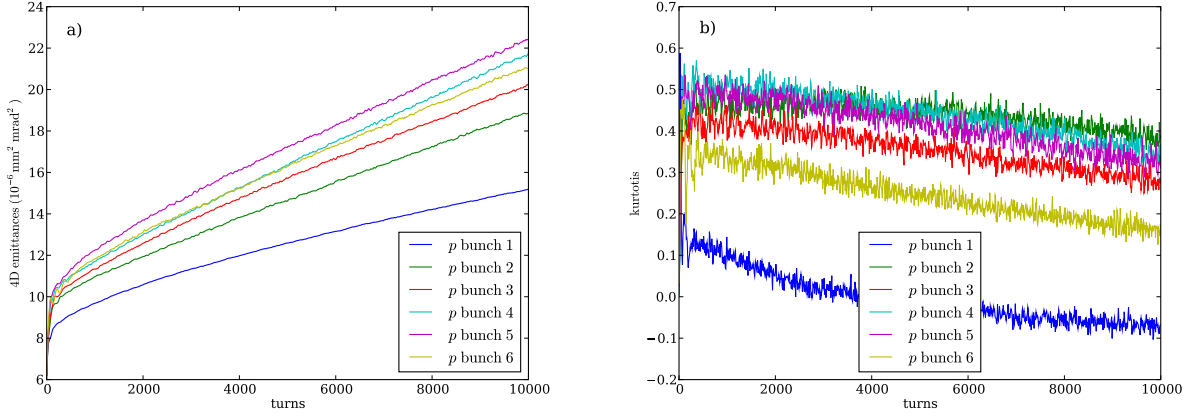 a)
4D emittances (10⁻⁶ mm² mrad²)
24
22
20
18
16
14
12
10
8
6
0 2000 4000 6000 8000 10000
turns
p bunch 1
p bunch 2
p bunch 3
p bunch 4
p bunch 5
p bunch 6
b)
kurtotis
0.7
0.6
0.5
0.4
0.3
0.2
0.1
0.0
−0.1
−0.2
0 2000 4000 6000 8000 10000
turns
p bunch 1
p bunch 2
p bunch 3
p bunch 4
p bunch 5
p bunch 6